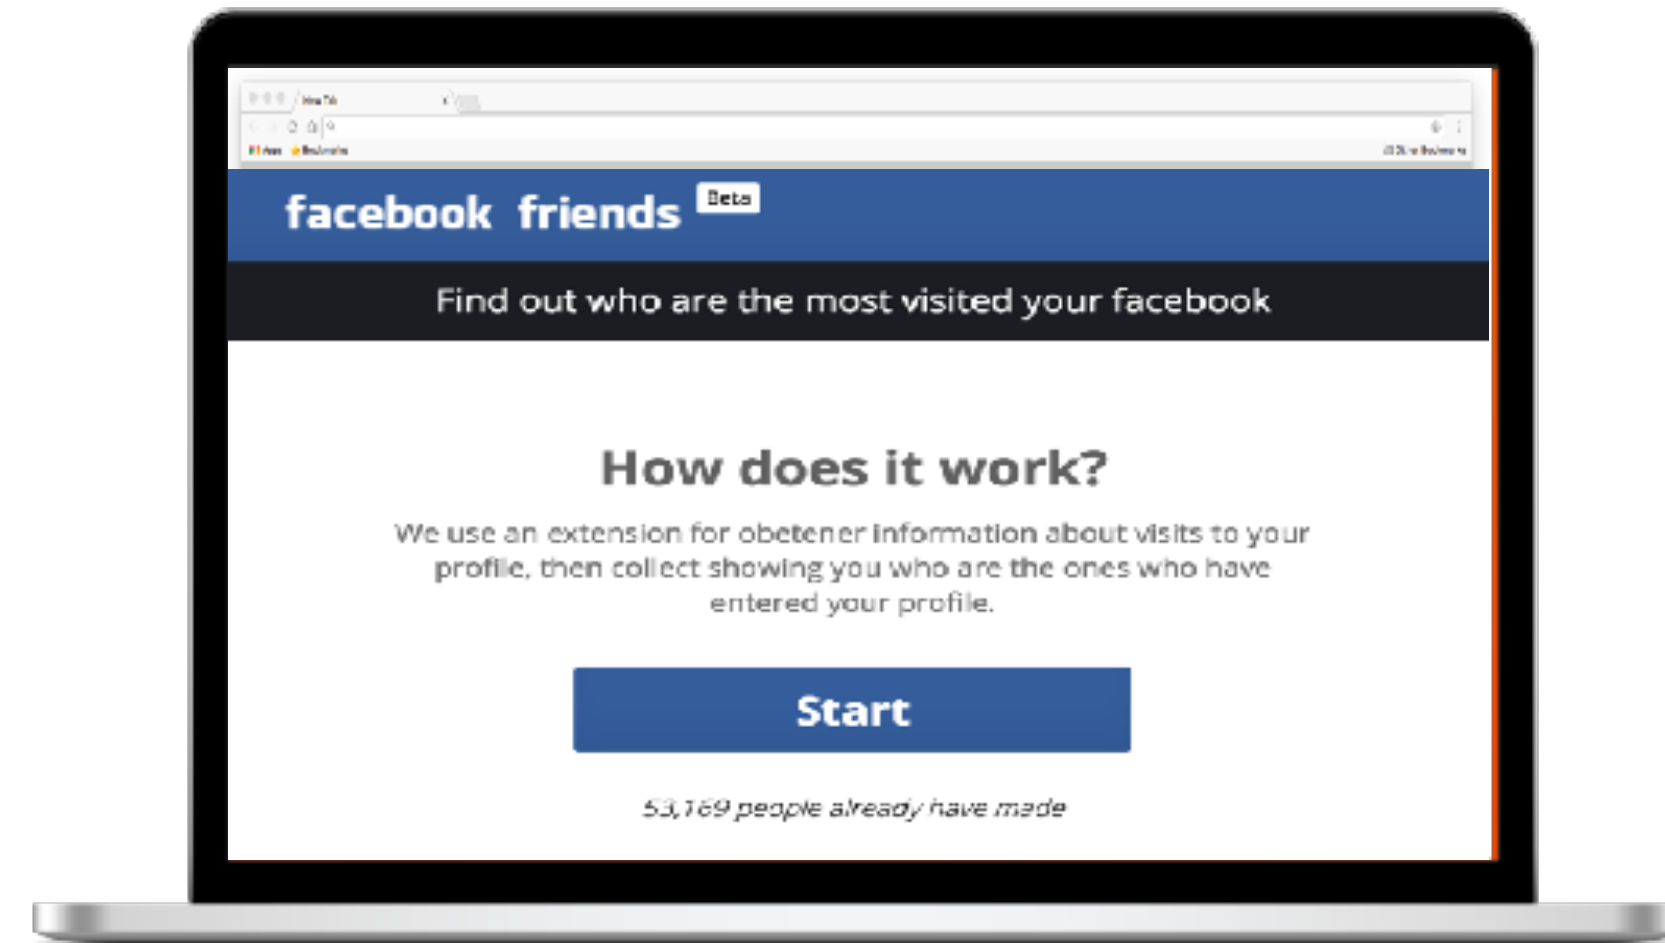 Apps Bookmarks
facebook friends Beta
Find out who are the most visited your facebook
How does it work?
We use an extension for obetener information about visits to your
profile, then collect showing you who are the ones who have
entered your profile.
Start
53,169 people already have made